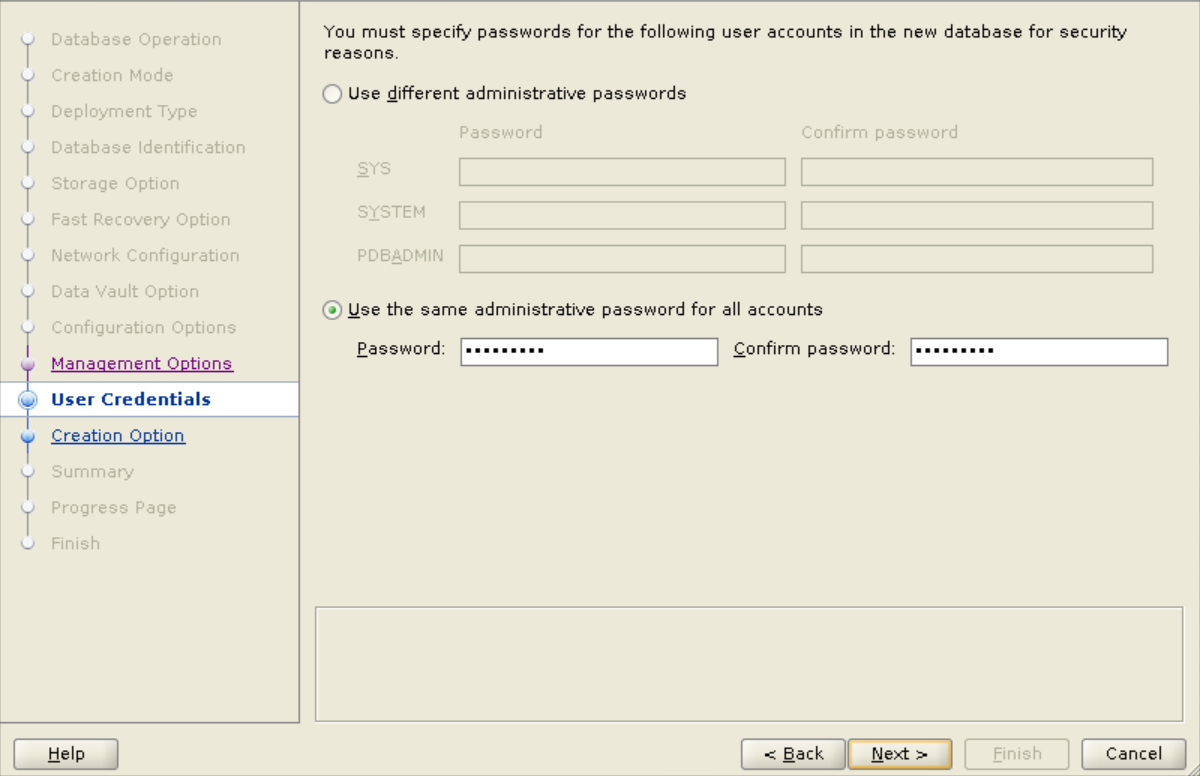 Database Operation
Creation Mode
Deployment Type
Database Identification
Storage Option
Fast Recovery Option
Network Configuration
Data Vault Option
Configuration Options
Management Options
User Credentials
Creation Option
Summary
Progress Page
Finish
You must specify passwords for the following user accounts in the new database for security
reasons.
Use different administrative passwords
Password Confirm password
SYS
SYSTEM
PDBADMIN
Use the same administrative password for all accounts
Password: ••••••••• Confirm password: •••••••••
Help < Back Next > Finish Cancel